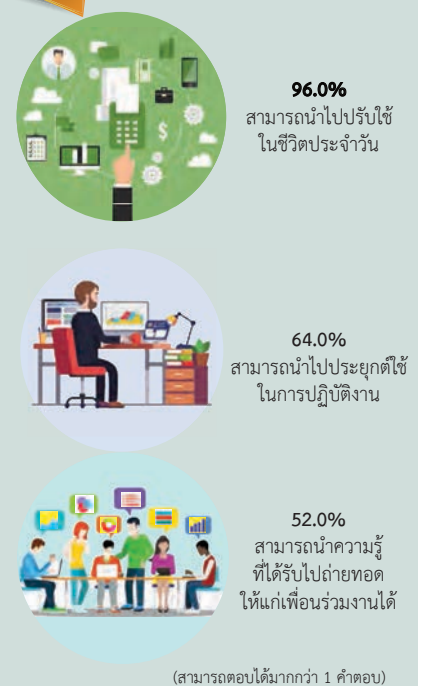 96.0%
สามารถนำไปปรับใช้
ในชีวิตประจำวัน
64.0%
สามารถนำไปประยุกต์ใช้
ในการปฏิบัติงาน
52.0%
สามารถนำความรู้
ที่ได้รับไปถ่ายทอด
ให้แก่เพื่อนร่วมงานได้
(สามารถตอบได้มากกว่า 1 คำตอบ)